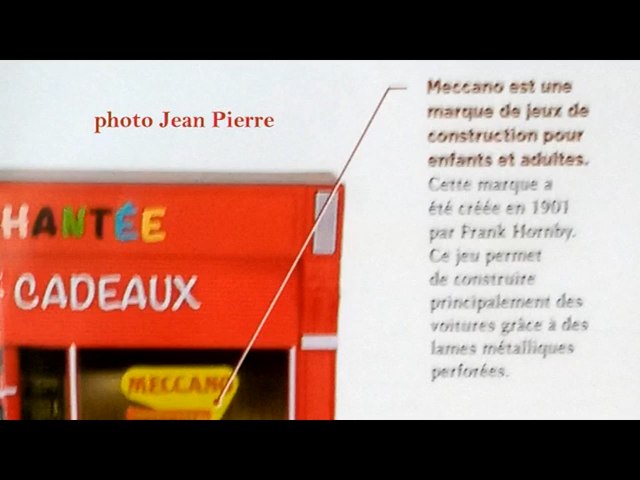 photo Jean Pierre
HANTÉE
CADEAUX
MECCANO
Meccano est une
marque de jeux de
construction pour
enfants et adultes.
Cette marque a
été créée en 1901
par Frank Hornby.
Ce jeu permet
de construire
principalement des
voitures grâce à des
lames métalliques
perforées.